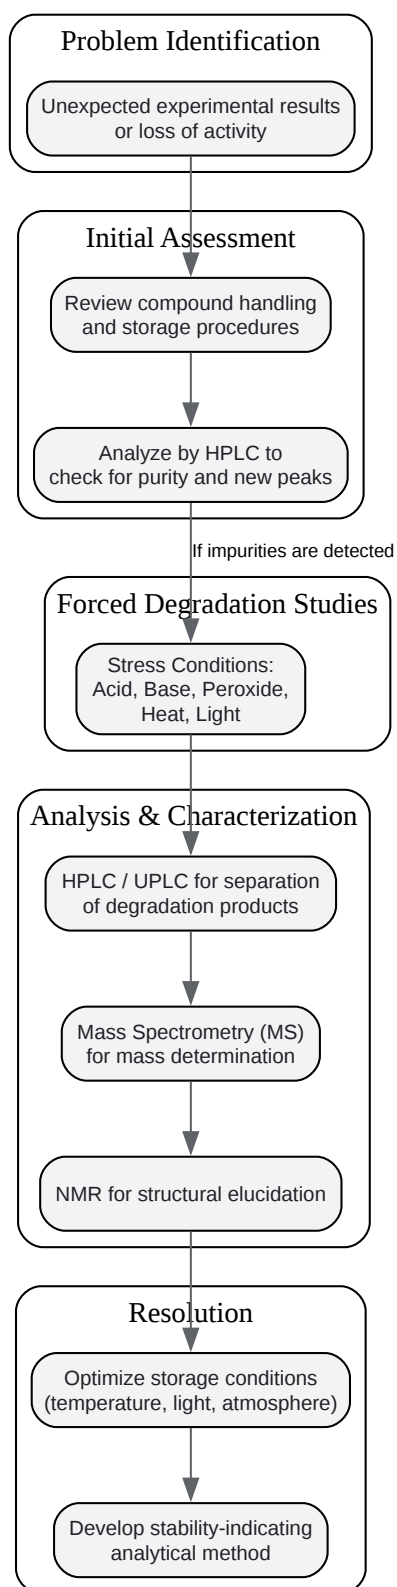 Problem Identification
Unexpected experimental results
or loss of activity
Initial Assessment
Review compound handling
and storage procedures
Analyze by HPLC to
check for purity and new peaks
If impurities are detected
Forced Degradation Studies
Stress Conditions:
Acid, Base, Peroxide,
Heat, Light
Analysis & Characterization
HPLC / UPLC for separation
of degradation products
Mass Spectrometry (MS)
for mass determination
NMR for structural elucidation
Resolution
Optimize storage conditions
(temperature, light, atmosphere)
Develop stability-indicating
analytical method